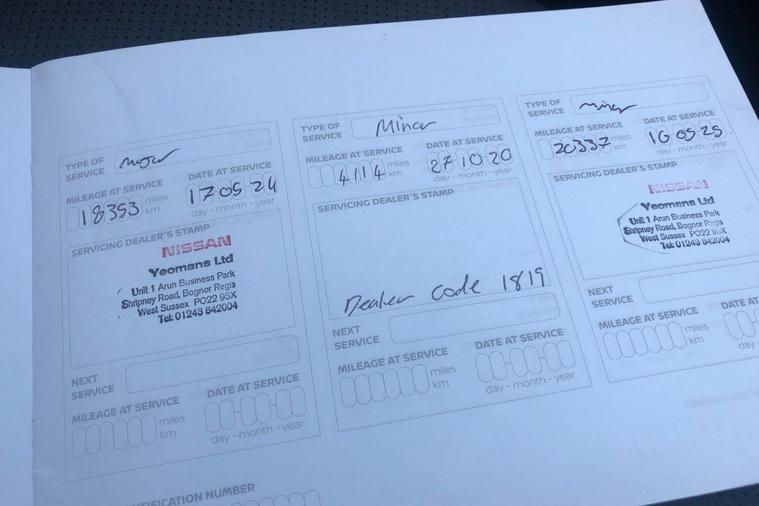 TYPE OF SERVICE Major
MILEAGE AT SERVICE DATE AT SERVICE
18393 miles km 17 05 24
day - month - year
SERVICING DEALER'S STAMP
NISSAN
Yeomans Ltd
Unit 1 Arun Business Park
Shripney Road, Bognor Regis
West Sussex PO22 9SX
Tel: 01243 842004
NEXT SERVICE
MILEAGE AT SERVICE DATE AT SERVICE
miles km
day - month - year
TYPE OF SERVICE Minor
MILEAGE AT SERVICE DATE AT SERVICE
4114 miles km 27 10 20
day - month - year
SERVICING DEALER'S STAMP
Dealer code 1819
NEXT SERVICE
MILEAGE AT SERVICE DATE AT SERVICE
miles km
day - month - year
TYPE OF SERVICE Minor
MILEAGE AT SERVICE DATE AT SERVICE
20337 miles km 16 05 25
day - month - year
SERVICING DEALER'S STAMP
NISSAN
Yeomans Ltd
Unit 1 Arun Business Park
Shripney Road, Bognor Regis
West Sussex PO22
Tel: 01243 842004
NEXT SERVICE
MILEAGE AT SERVICE DATE AT
miles km
day -
NTIFICATION NUMBER